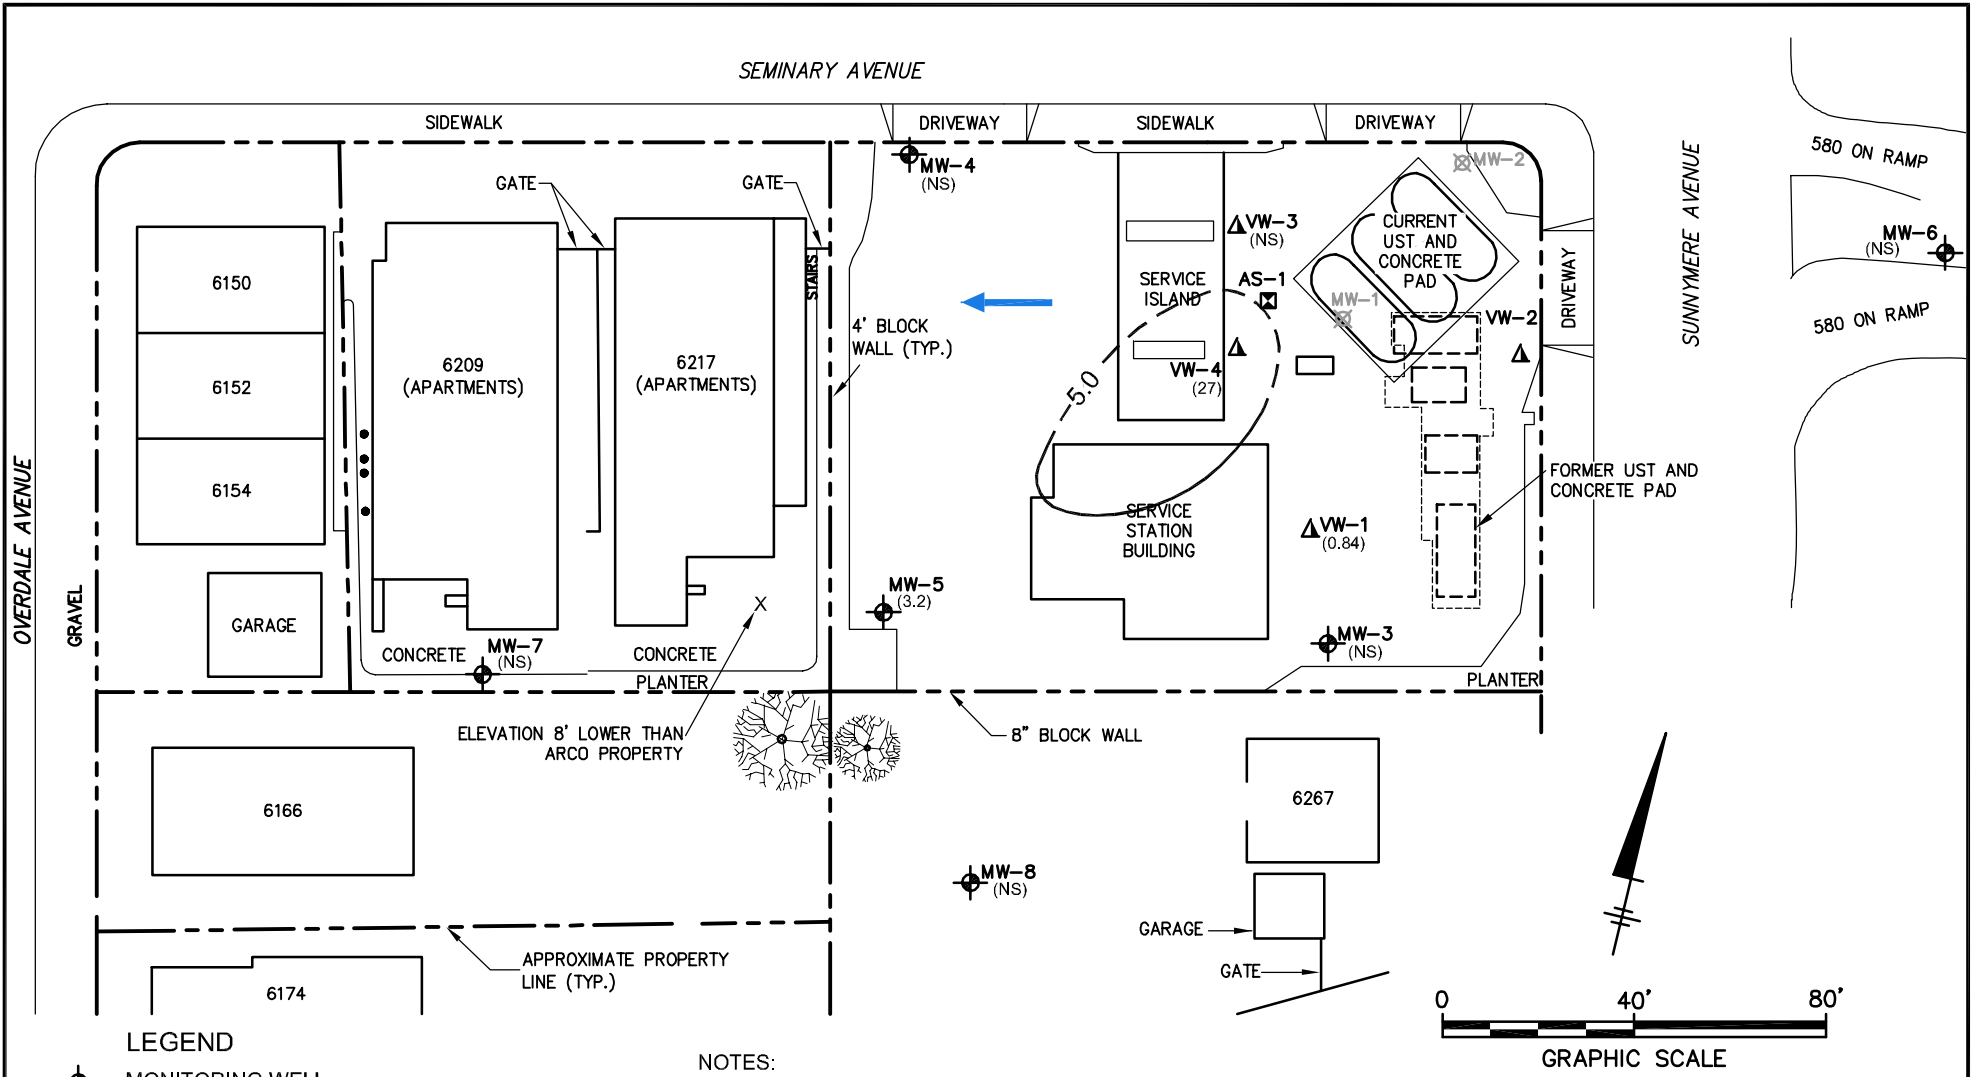 SEMINARY AVENUE
SIDEWALK
DRIVEWAY
SIDEWALK
DRIVEWAY
580 ON RAMP
MW-4
(NS)
MW-2
GATE
GATE
VW-3
(NS)
CURRENT
UST AND
CONCRETE
PAD
SUNNYMERE AVENUE
MW-6
(NS)
6150
STAIRS
SERVICE
ISLAND
AS-1
MW-1
DRIVEWAY
580 ON RAMP
4' BLOCK
WALL (TYP.)
VW-2
6152
6209
(APARTMENTS)
6217
(APARTMENTS)
VW-4
(27)
5.0
6154
FORMER UST AND
CONCRETE PAD
OVERDALE AVENUE
GRAVEL
SERVICE
STATION
BUILDING
VW-1
(0.84)
MW-5
(3.2)
X
GARAGE
CONCRETE
MW-7
(NS)
CONCRETE
PLANTER
MW-3
(NS)
PLANTER
ELEVATION 8' LOWER THAN
ARCO PROPERTY
8" BLOCK WALL
6166
6267
MW-8
(NS)
GARAGE
GATE
APPROXIMATE PROPERTY
LINE (TYP.)
6174
0 40' 80'
GRAPHIC SCALE
LEGEND
NOTES:
MONITORING WELL